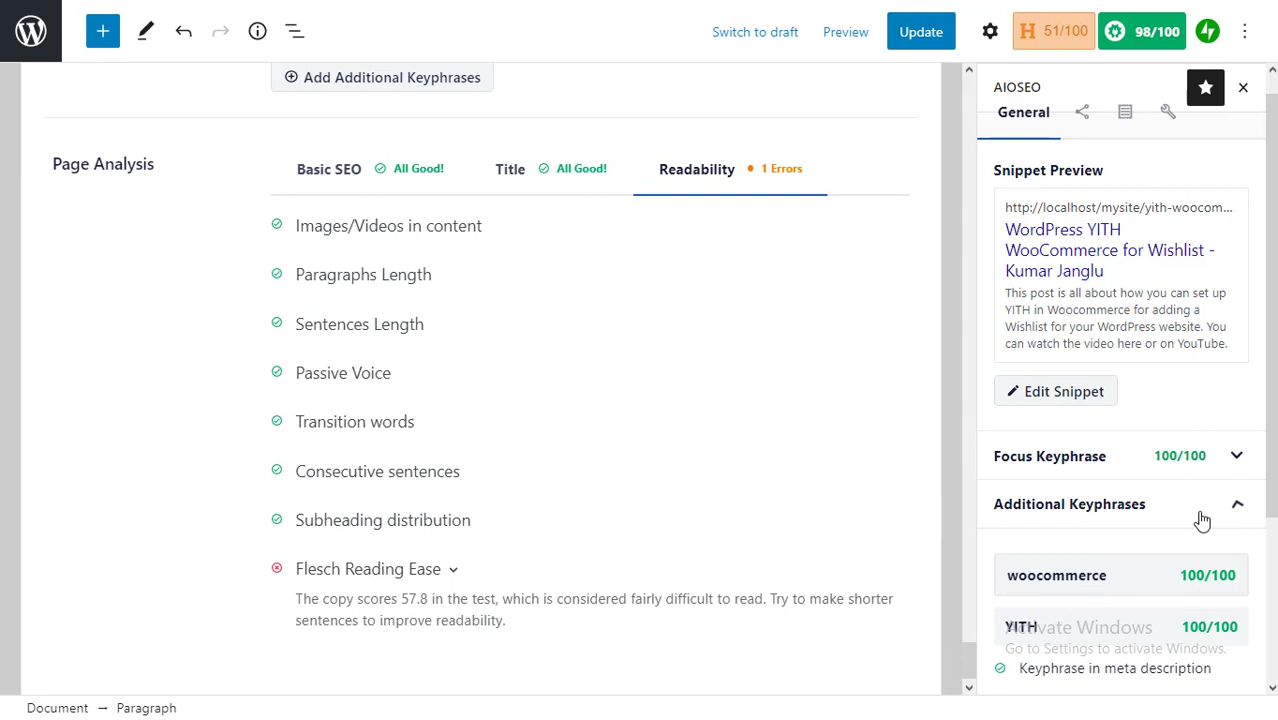 Switch to draft
Preview
Update
H 51/100
98/100
Add Additional Keyphrases
Page Analysis
Basic SEO All Good!
Title All Good!
Readability 1 Errors
Images/Videos in content
Paragraphs Length
Sentences Length
Passive Voice
Transition words
Consecutive sentences
Subheading distribution
Flesch Reading Ease
The copy scores 57.8 in the test, which is considered fairly difficult to read. Try to make shorter
sentences to improve readability.
AIOSEO
General
Snippet Preview
http://localhost/mysite/yith-woocom...
WordPress YITH
WooCommerce for Wishlist -
Kumar Janglu
This post is all about how you can set up
YITH in Woocommerce for adding a
Wishlist for your WordPress website. You
can watch the video here or on YouTube.
Edit Snippet
Focus Keyphrase 100/100
Additional Keyphrases
woocommerce 100/100
YITH 100/100
Activate Windows
Go to Settings to activate Windows.
Keyphrase in meta description
Document → Paragraph